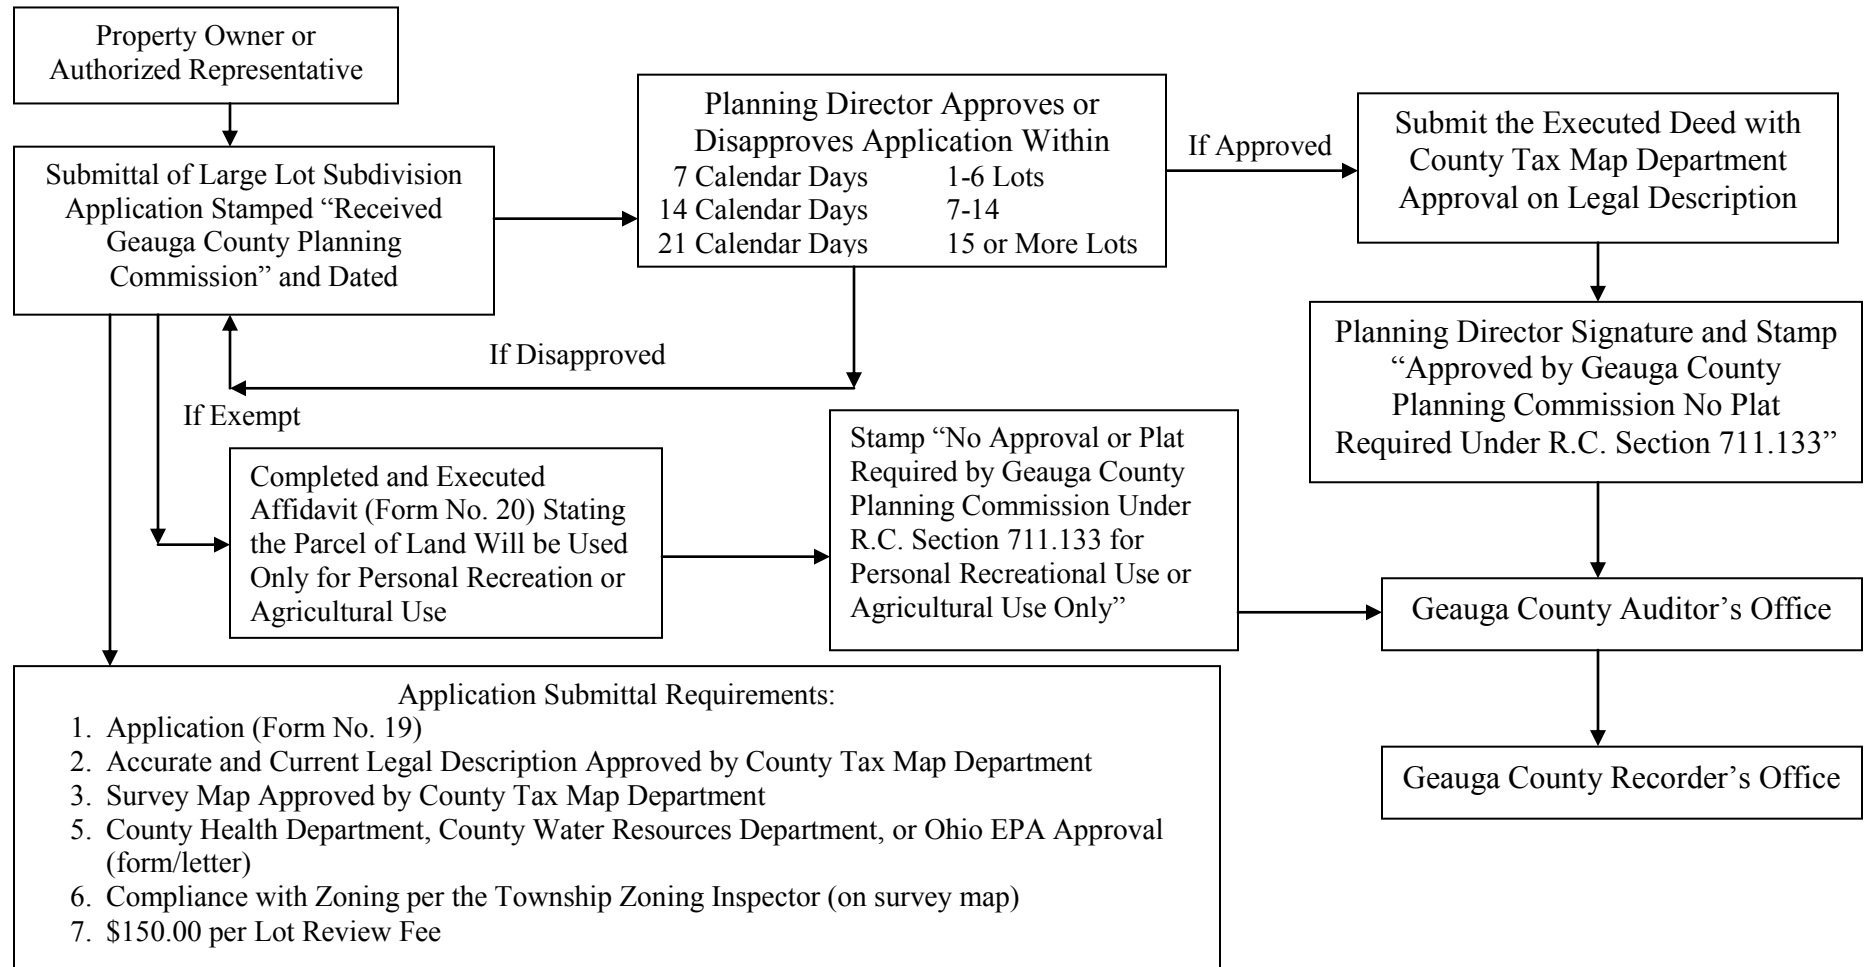 Property Owner or
Authorized Representative
Submittal of Large Lot Subdivision
Application Stamped “Received
Geauga County Planning
Commission” and Dated
Planning Director Approves or
Disapproves Application Within
7 Calendar Days 1-6 Lots
14 Calendar Days 7-14
21 Calendar Days 15 or More Lots
If Approved
Submit the Executed Deed with
County Tax Map Department
Approval on Legal Description
Planning Director Signature and Stamp
“Approved by Geauga County
Planning Commission No Plat
Required Under R.C. Section 711.133”
If Disapproved
If Exempt
Completed and Executed
Affidavit (Form No. 20) Stating
the Parcel of Land Will be Used
Only for Personal Recreation or
Agricultural Use
Stamp “No Approval or Plat
Required by Geauga County
Planning Commission Under
R.C. Section 711.133 for
Personal Recreational Use or
Agricultural Use Only”
Geauga County Auditor’s Office
Geauga County Recorder’s Office
Application Submittal Requirements:
1. Application (Form No. 19)
2. Accurate and Current Legal Description Approved by County Tax Map Department
3. Survey Map Approved by County Tax Map Department
5. County Health Department, County Water Resources Department, or Ohio EPA Approval
(form/letter)
6. Compliance with Zoning per the Township Zoning Inspector (on survey map)
7. $150.00 per Lot Review Fee